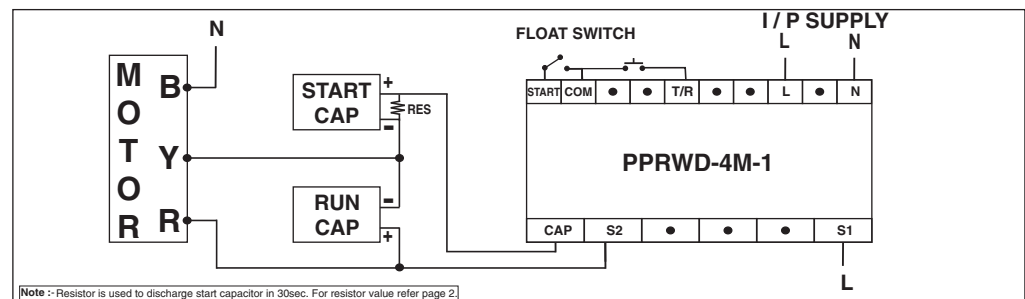 I / P SUPPLY
N
FLOAT SWITCH
L N
MOTOR
B
START CAP
+
-
RES
START COM T/R L N
PPRWD-4M-1
Y
RUN CAP
-
+
R
CAP S2 S1
L
Note :- Resistor is used to discharge start capacitor in 30sec. For resistor value refer page 2.